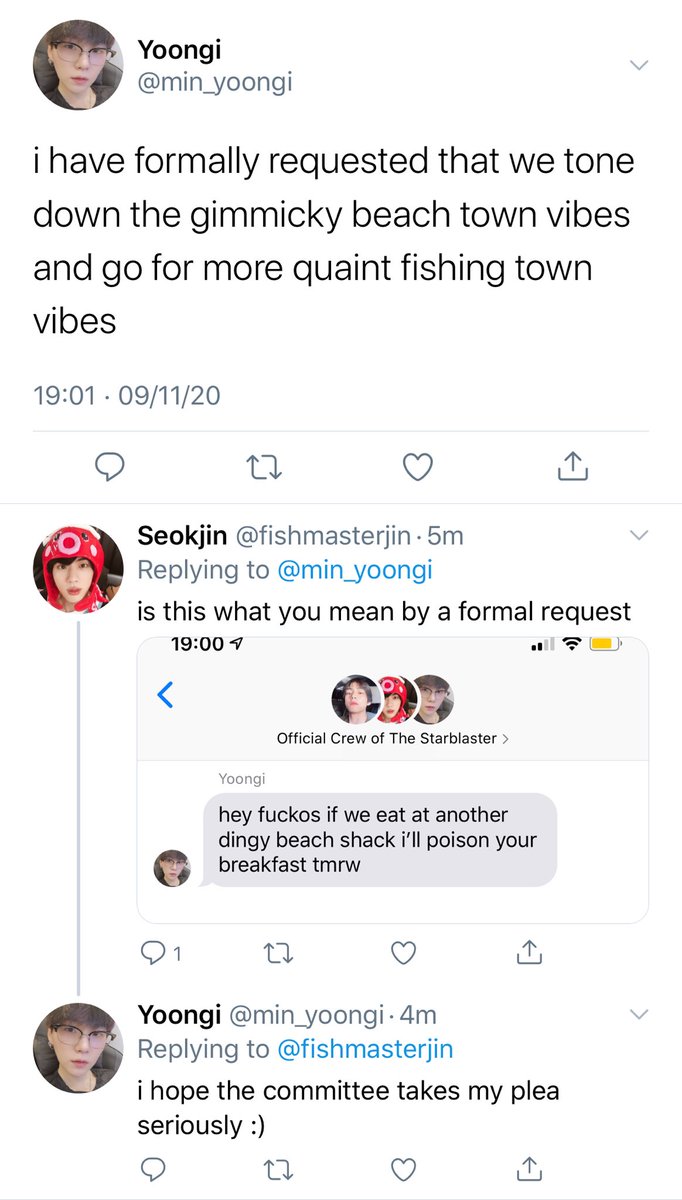 Yoongi
@min_yoongi
i have formally requested that we tone
down the gimmicky beach town vibes
and go for more quaint fishing town
vibes
19:01 · 09/11/20
Seokjin @fishmasterjin · 5m
Replying to @min_yoongi
is this what you mean by a formal request
19:00
Official Crew of The Starblaster >
Yoongi
hey fuckos if we eat at another
dingy beach shack i’ll poison your
breakfast tmrw
1
Yoongi @min_yoongi · 4m
Replying to @fishmasterjin
i hope the committee takes my plea
seriously :)